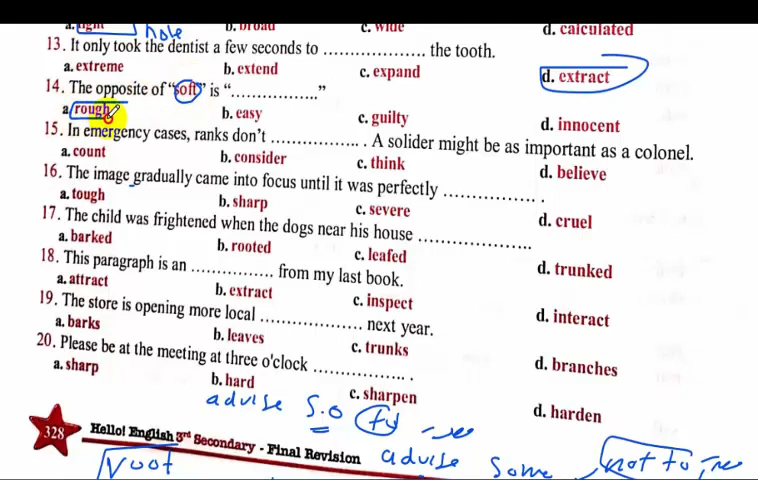 a. tight b. broad c. wide d. calculated
hole
13. It only took the dentist a few seconds to .................. the tooth.
a. extreme b. extend c. expand d. extract
14. The opposite of "soft" is "................"
a. rough b. easy c. guilty d. innocent
15. In emergency cases, ranks don't .................. . A solider might be as important as a colonel.
a. count b. consider c. think d. believe
16. The image gradually came into focus until it was perfectly .................. .
a. tough b. sharp c. severe d. cruel
17. The child was frightened when the dogs near his house ......................
a. barked b. rooted c. leafed d. trunked
18. This paragraph is an .................. from my last book.
a. attract b. extract c. inspect d. interact
19. The store is opening more local ...................... next year.
a. barks b. leaves c. trunks d. branches
20. Please be at the meeting at three o'clock .................. .
a. sharp b. hard c. sharpen d. harden
advise S.O to
328 Hello! English 3rd Secondary - Final Revision
root advise some not to